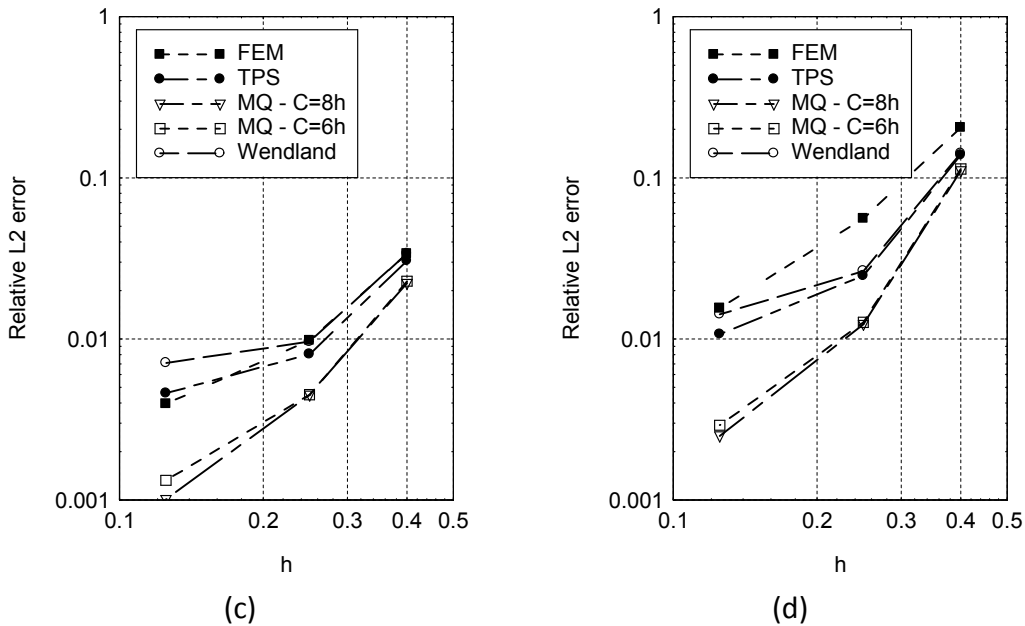 1
0.1
0.01
0.001
Relative L2 error
FEM
TPS
MQ - C=8h
MQ - C=6h
Wendland
0.1
0.2
0.3
0.4
0.5
h
(c)
1
0.1
0.01
0.001
Relative L2 error
FEM
TPS
MQ - C=8h
MQ - C=6h
Wendland
0.1
0.2
0.3
0.4
0.5
h
(d)